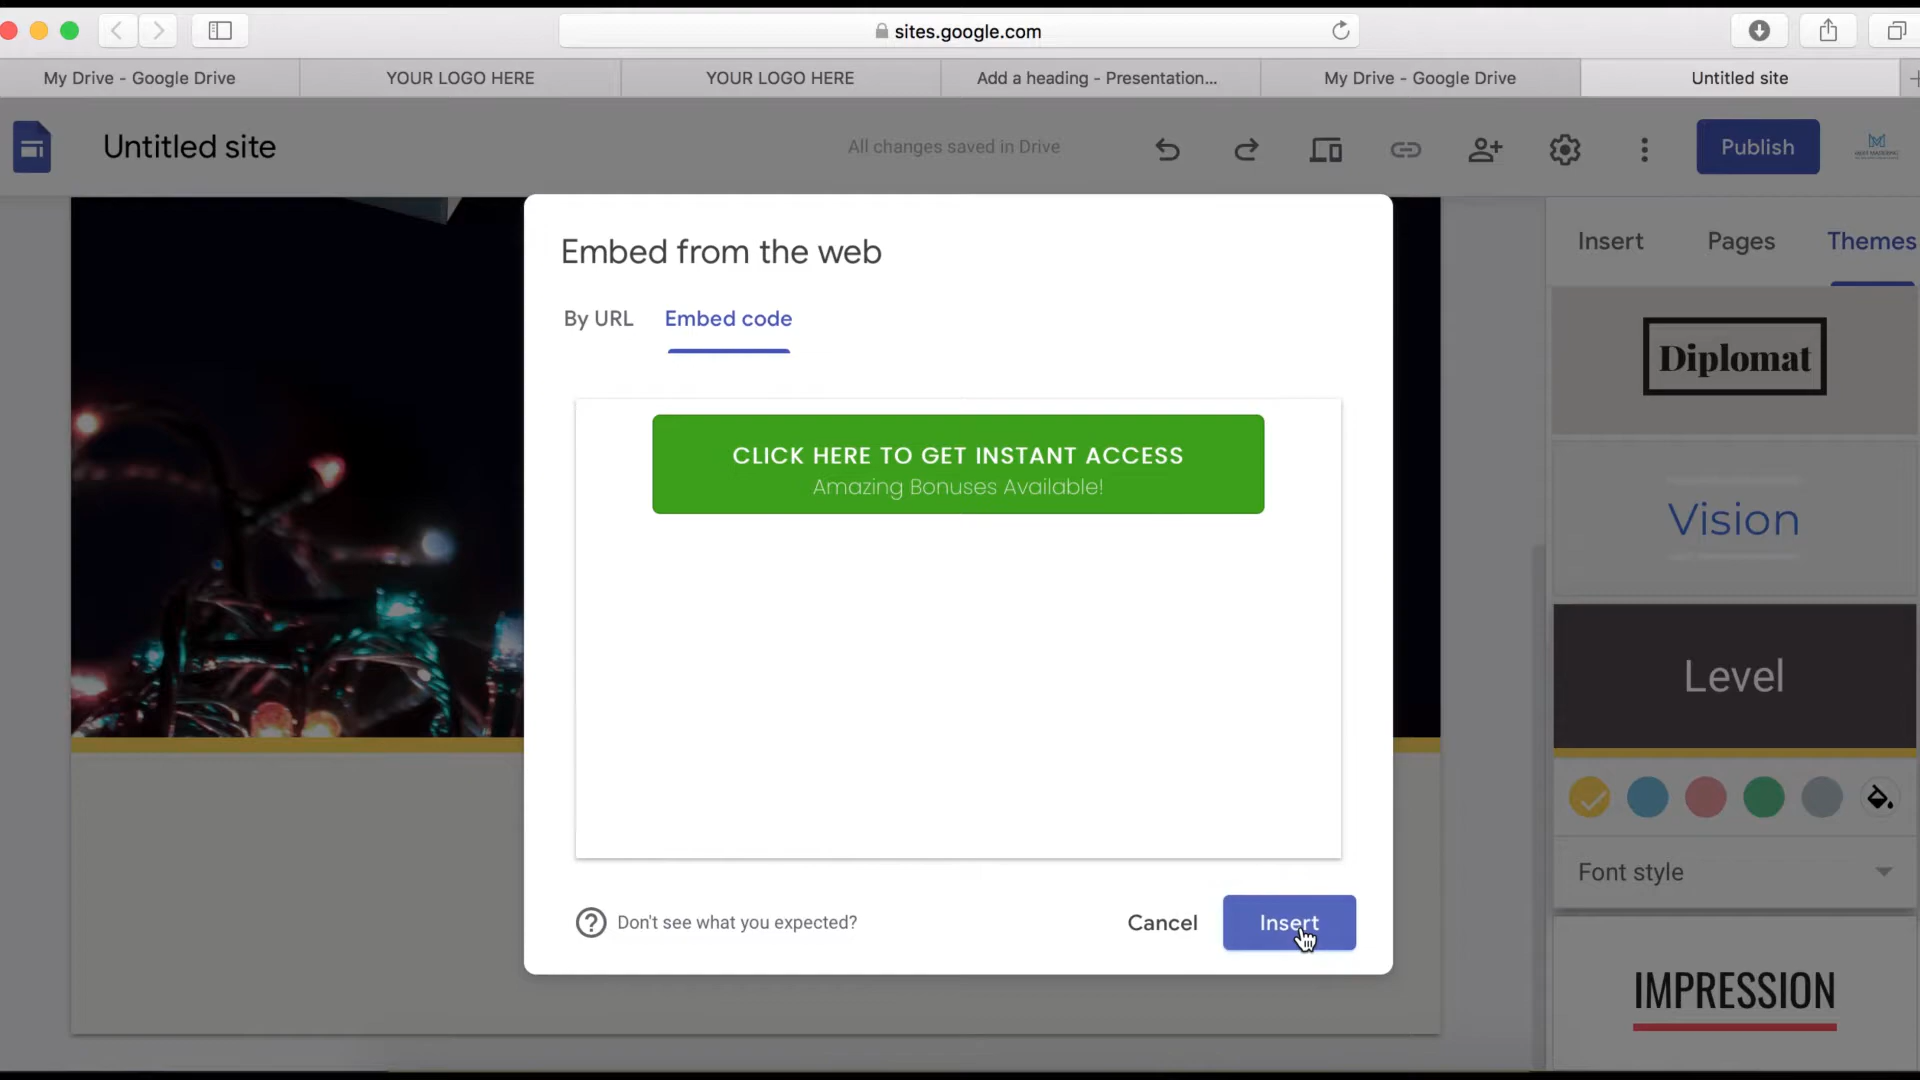 sites.google.com
My Drive - Google Drive
YOUR LOGO HERE
YOUR LOGO HERE
Add a heading - Presentation...
My Drive - Google Drive
Untitled site
Untitled site
All changes saved in Drive
Publish
Insert
Pages
Themes
Embed from the web
By URL
Embed code
CLICK HERE TO GET INSTANT ACCESS
Amazing Bonuses Available!
Don't see what you expected?
Cancel
Insert
Diplomat
Vision
Level
Font style
IMPRESSION